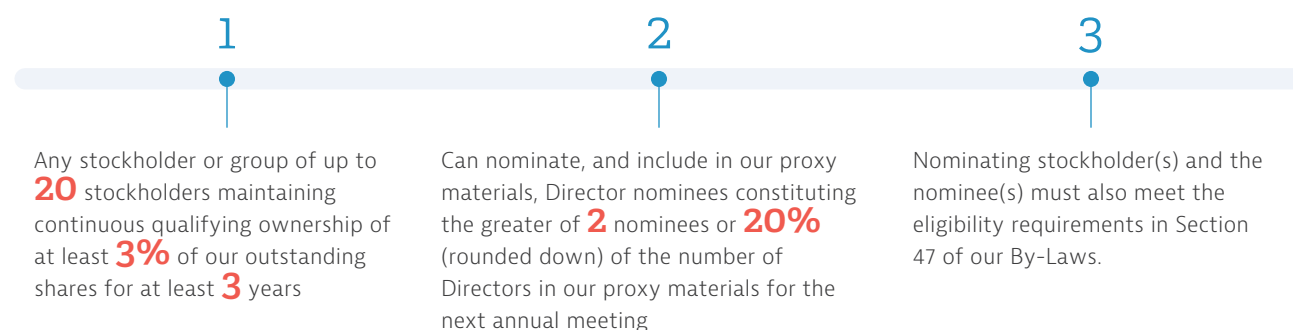 1
2
3
Any stockholder or group of up to
20 stockholders maintaining
continuous qualifying ownership of
at least 3% of our outstanding
shares for at least 3 years
Can nominate, and include in our proxy
materials, Director nominees constituting
the greater of 2 nominees or 20%
(rounded down) of the number of
Directors in our proxy materials for the
next annual meeting
Nominating stockholder(s) and the
nominee(s) must also meet the
eligibility requirements in Section
47 of our By-Laws.